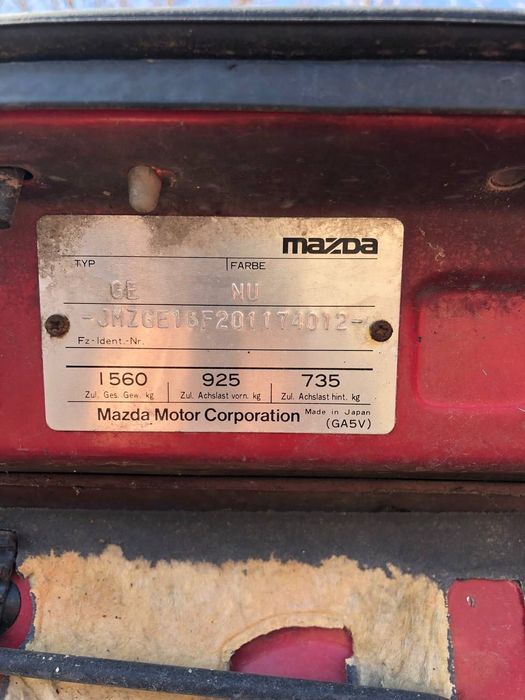 mazda
TYP FARBE
GE NU
-JMZGE16F201174012-
Fz-Ident.-Nr.
1560 925 735
Zul. Ges. Gew. kg Zul. Achslast vorn. kg Zul. Achslast hint. kg
Mazda Motor Corporation Made in Japan
(GA5V)